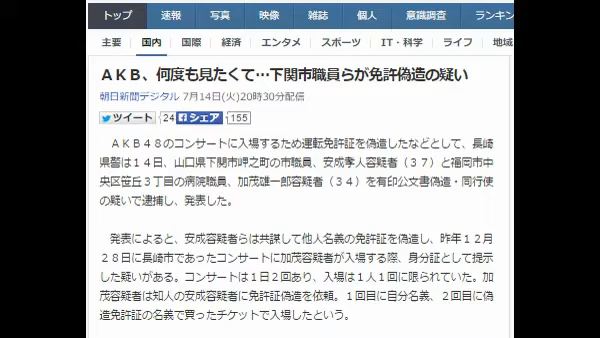 トップ 速報 写真 映像 雑誌 個人 意識調査 ランキン
主要 国内 国際 経済 エンタメ スポーツ IT・科学 ライフ 地域
ＡＫＢ、何度も見たくて…下関市職員らが免許偽造の疑い
朝日新聞デジタル 7月14日(火)20時30分配信
ツイート 24 シェア 155
ＡＫＢ４８のコンサートに入場するため運転免許証を偽造したなどとして、長崎
県警は１４日、山口県下関市岬之町の市職員、安成孝人容疑者（３７）と福岡市中
央区笹丘３丁目の病院職員、加茂雄一郎容疑者（３４）を有印公文書偽造・同行使
の疑いで逮捕し、発表した。
発表によると、安成容疑者らは共謀して他人名義の免許証を偽造し、昨年１２月
２８日に長崎市であったコンサートに加茂容疑者が入場する際、身分証として提示
した疑いがある。コンサートは１日２回あり、入場は１人１回に限られていた。加
茂容疑者は知人の安成容疑者に免許証偽造を依頼。１回目に自分名義、２回目に偽
造免許証の名義で買ったチケットで入場したという。